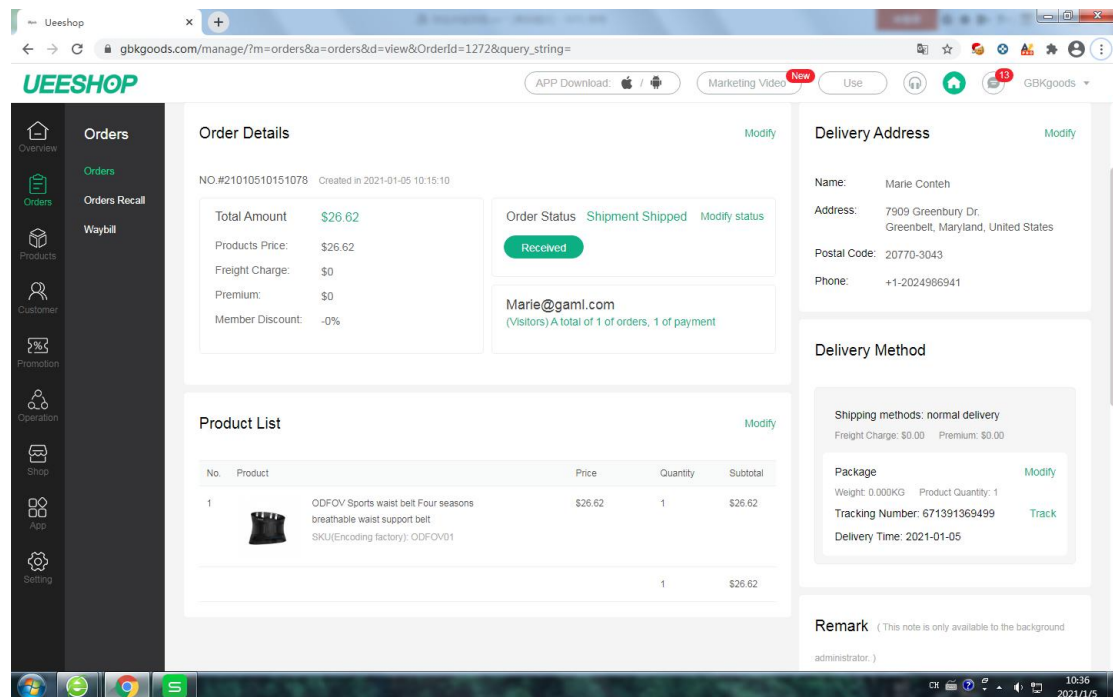 Ueeshop
gbkgoods.com/manage/?m=orders&a=orders&d=view&OrderId=1272&query_string=
UEESHOP
APP Download: /
Marketing Video
New
Use
13
GBKgoods
Overview
Orders
Products
Customer
Promotion
Operation
Shop
App
Setting
Orders
Orders
Orders Recall
Waybill
Order Details
Modify
NO.#21010510151078 Created in 2021-01-05 10:15:10
Total Amount $26.62
Products Price: $26.62
Freight Charge: $0
Premium: $0
Member Discount: -0%
Order Status Shipment Shipped Modify status
Received
Marie@gaml.com
(Visitors) A total of 1 of orders, 1 of payment
Product List
Modify
No. Product Price Quantity Subtotal
1 ODFOV Sports waist belt Four seasons $26.62 1 $26.62
breathable waist support belt
SKU(Encoding factory): ODFOV01
1 $26.62
Delivery Address
Modify
Name: Marie Conteh
Address: 7909 Greenbury Dr.
Greenbelt, Maryland, United States
Postal Code: 20770-3043
Phone: +1-2024986941
Delivery Method
Shipping methods: normal delivery
Freight Charge: $0.00 Premium: $0.00
Package Modify
Weight: 0.000KG Product Quantity: 1
Tracking Number: 671391369499 Track
Delivery Time: 2021-01-05
Remark ( This note is only available to the background
administrator. )
CH
10:36
2021/1/5